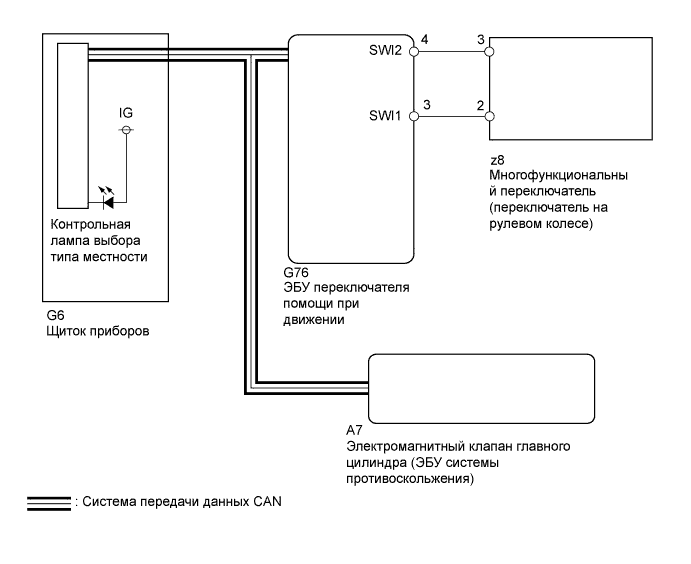 SWI2
4
3
SWI1
3
2
IG
z8
Многофункциональны
й переключатель
(переключатель на
рулевом колесе)
Контрольная
лампа выбора
типа местности
G76
ЭБУ переключателя
помощи при
движении
G6
Щиток приборов
A7
Электромагнитный клапан главного
цилиндра (ЭБУ системы
противоскольжения)
: Система передачи данных CAN